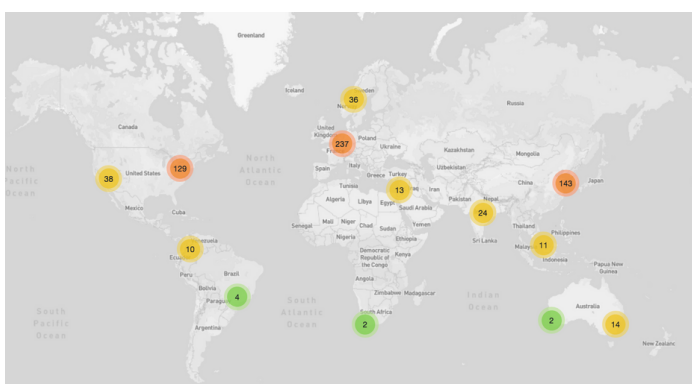 Greenland
Iceland
36
Russia
Canada
United
Kingdom
237
Poland
Ukraine
Kazakhstan
Mongolia
North
Pacific
Ocean
38
United States
129
North
Atlantic
Ocean
Spain
Italy
Greece
Turkey
Uzbekistan
China
143
Japan
Mexico
Cuba
Tunisia
Algeria
Libya
Egypt
13
Iran
Saudi Arabia
Pakistan
Nepal
24
Senegal
Mali
Niger
Chad
Sudan
Yemen
Nigeria
Ethiopia
Sri Lanka
Thailand
Philippines
11
Indonesia
10
Democratic
Republic of
the Congo
Kenya
Papua New
Guinea
Peru
Brazil
Bolivia
4
Angola
Zimbabwe
Madagascar
South
Pacific
Ocean
South
Atlantic
Ocean
Indian
Ocean
Argentina
South Africa
2
2
Australia
14
New Zealand